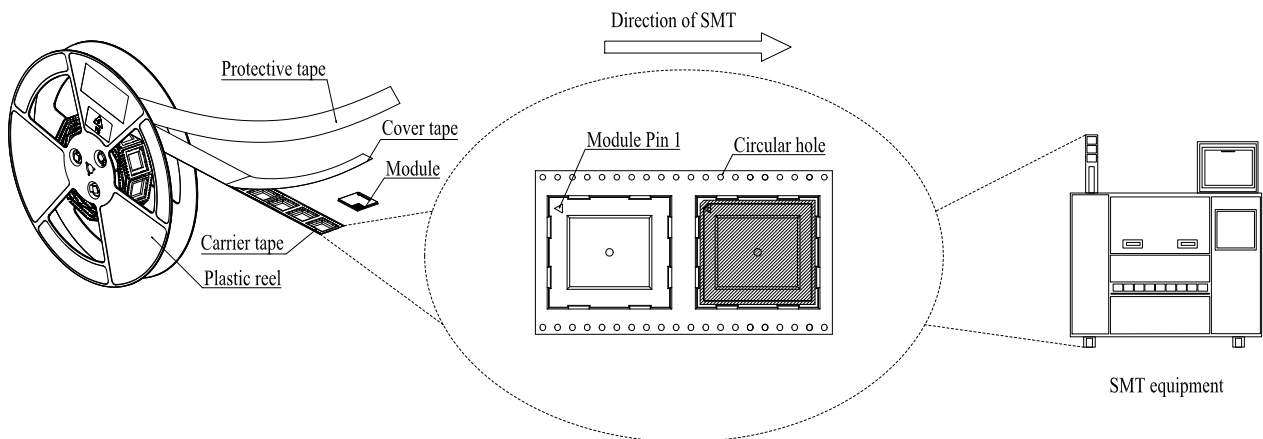 Direction of SMT
Protective tape
Cover tape
Module
Carrier tape
Plastic reel
Module Pin 1
Circular hole
SMT equipment